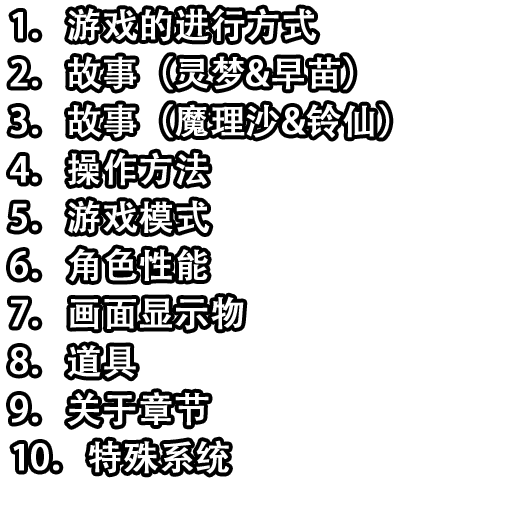 1. 游戏的进行方式
2. 故事（灵梦&早苗）
3. 故事（魔理沙&铃仙）
4. 操作方法
5. 游戏模式
6. 角色性能
7. 画面显示物
8. 道具
9. 关于章节
10. 特殊系统